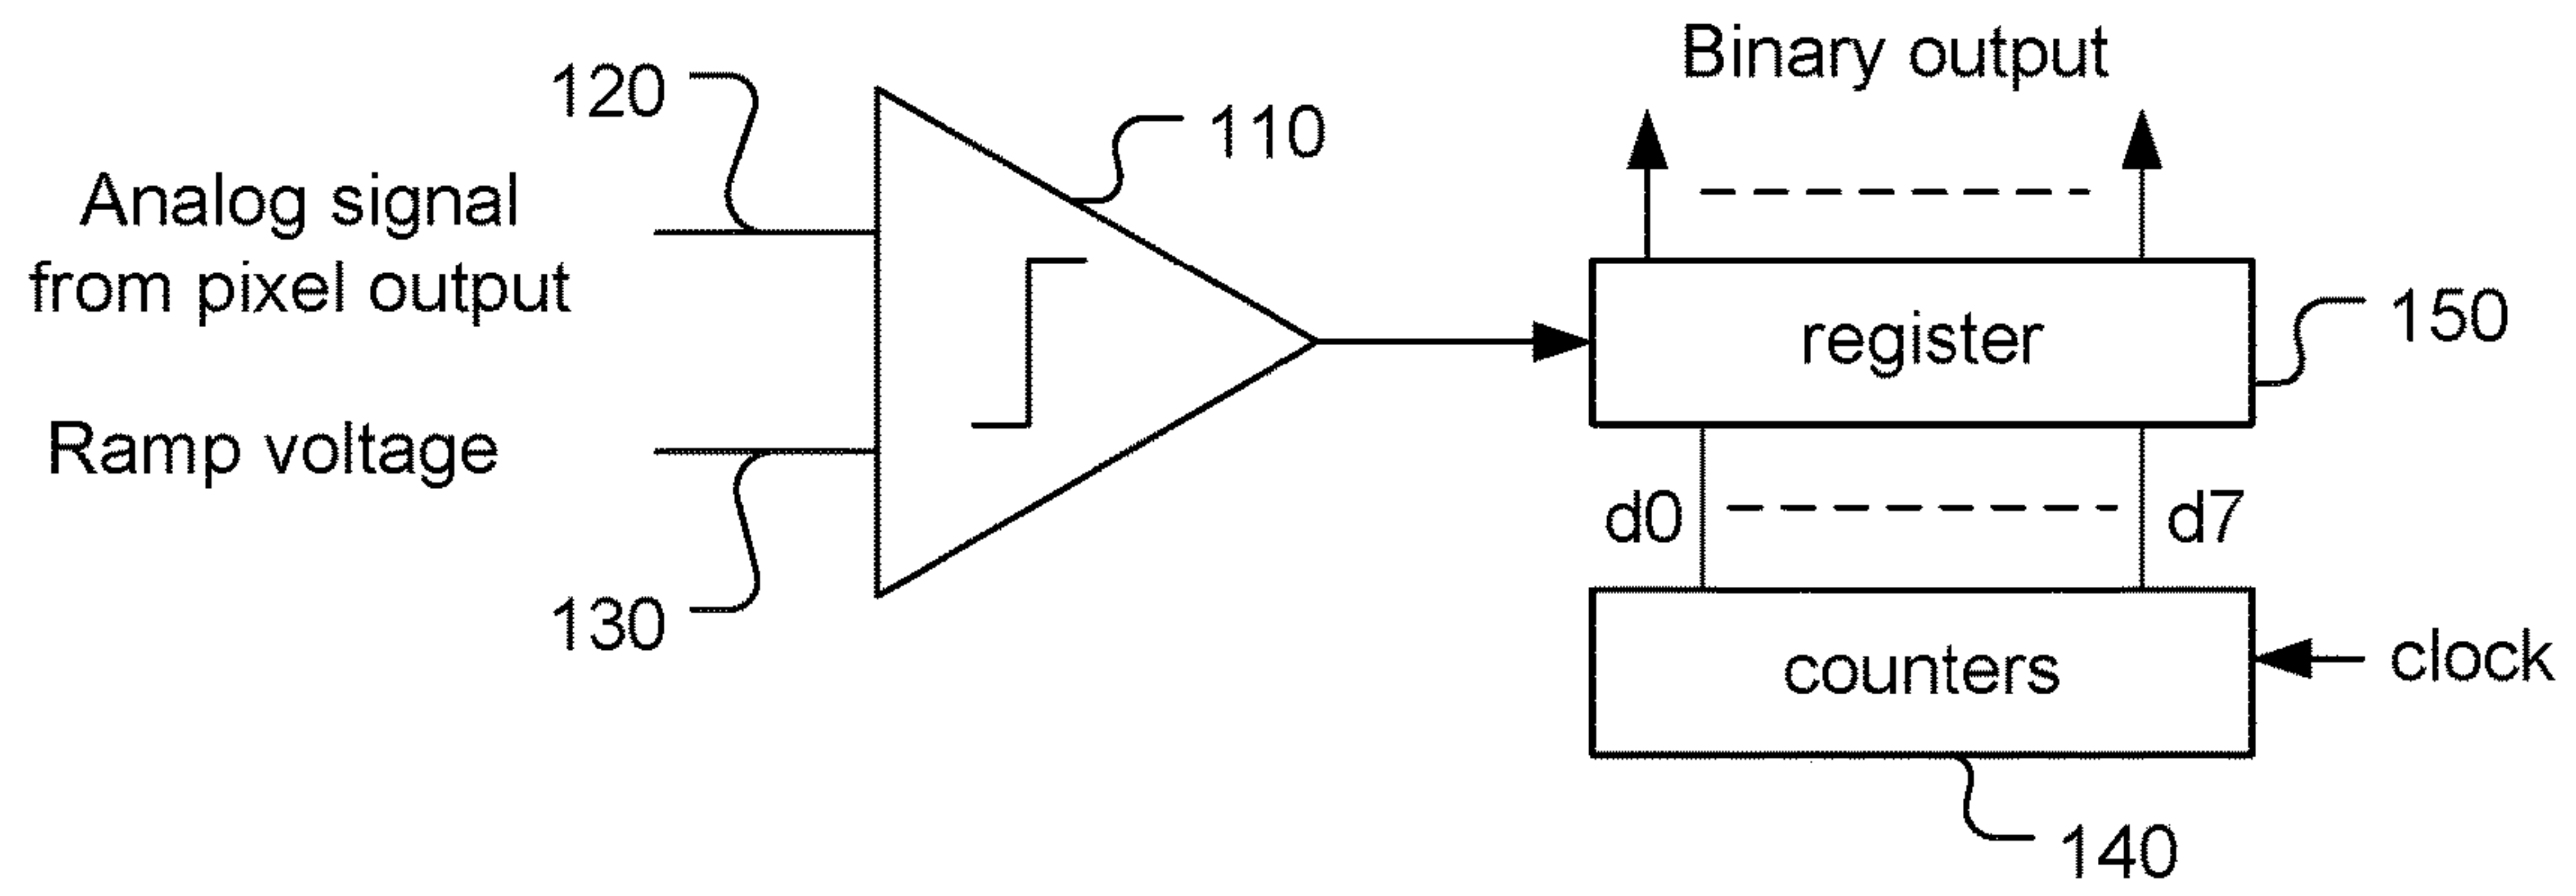 Binary output
120
110
Analog signal
from pixel output
150
register
Ramp voltage
d0
d7
130
counters
clock
140